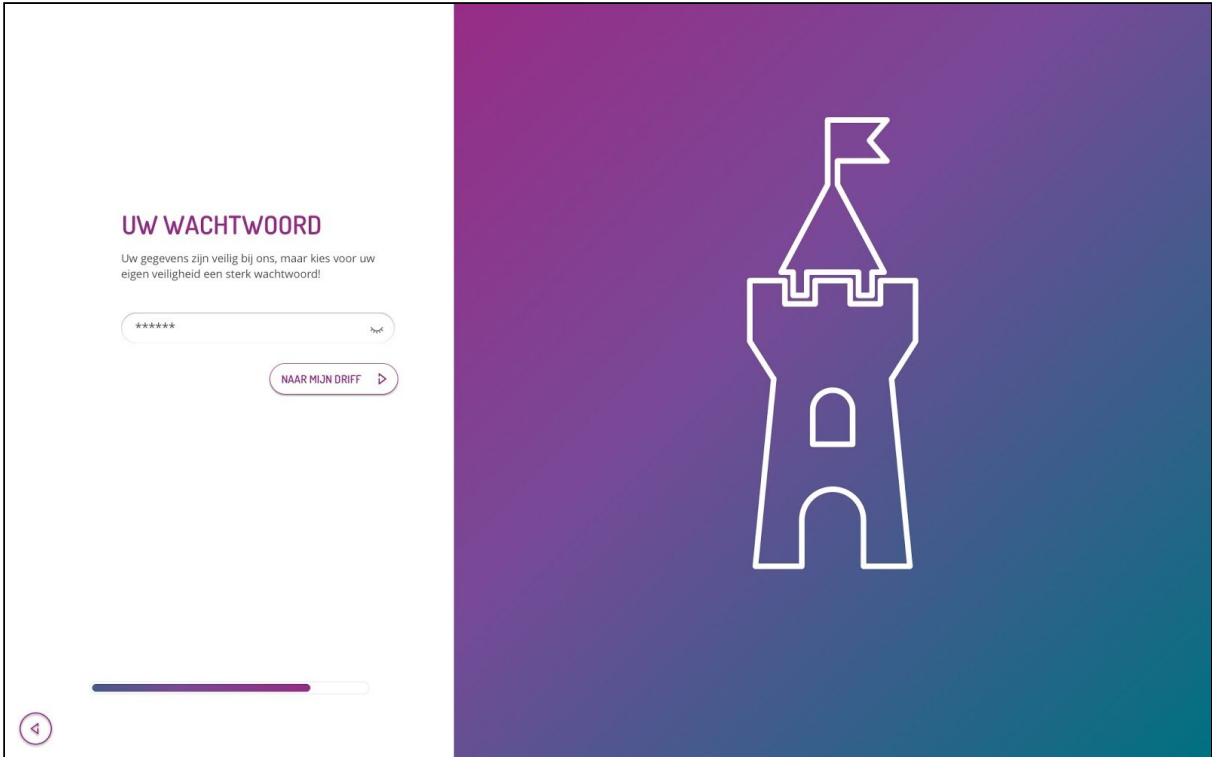 UW WACHTWOORD
Uw gegevens zijn veilig bij ons, maar kies voor uw
eigen veiligheid een sterk wachtwoord!
******
NAAR MIJN DRIFF